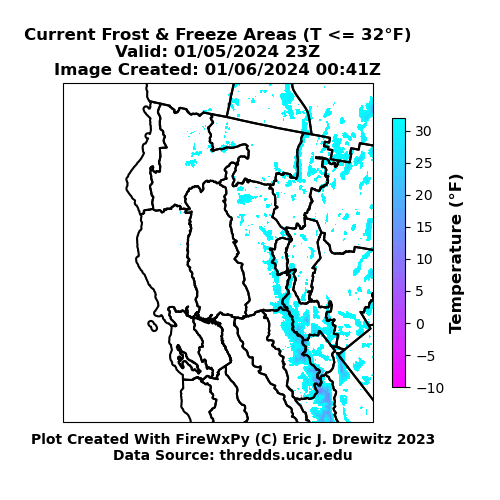 Current Frost & Freeze Areas (T <= 32°F)
Valid: 01/05/2024 23Z
Image Created: 01/06/2024 00:41Z
30
25
20
15
10
5
0
−5
−10
Temperature (°F)
Plot Created With FireWxPy (C) Eric J. Drewitz 2023
Data Source: thredds.ucar.edu